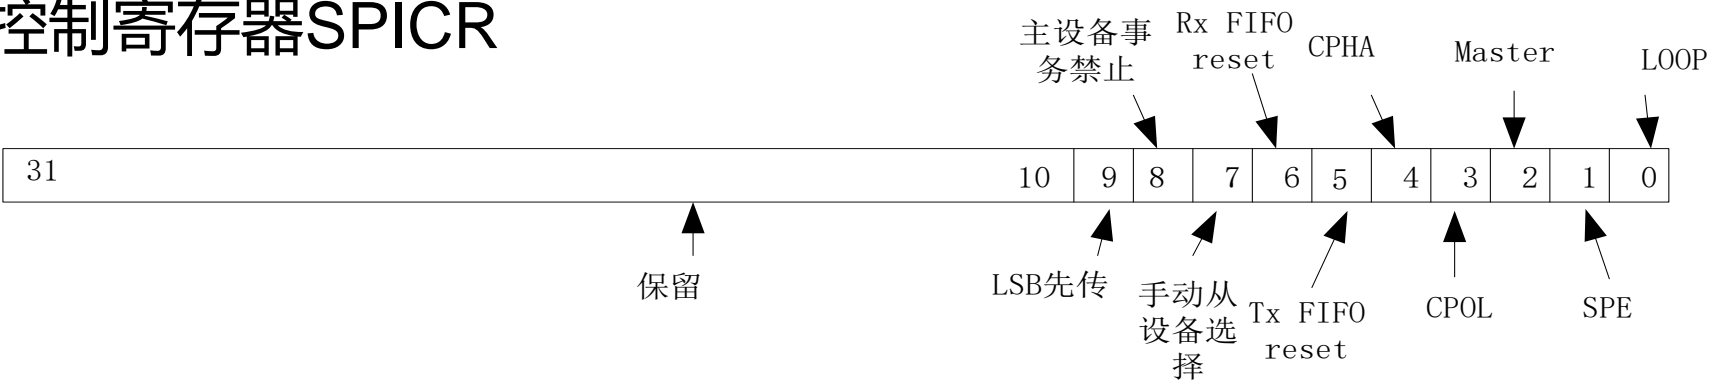 控制寄存器SPICR
主设备事
务禁止
Rx FIFO
reset
CPHA
Master
LOOP
31 10 9 8 7 6 5 4 3 2 1 0
保留
LSB先传
手动从
设备选
择
Tx FIFO
reset
CPOL
SPE